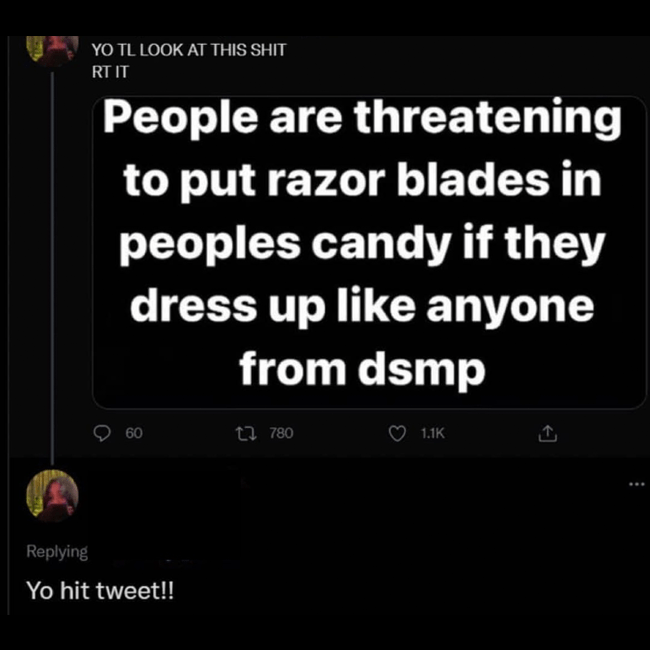 YO TL LOOK AT THIS SHIT
RT IT
People are threatening
to put razor blades in
peoples candy if they
dress up like anyone
from dsmp
60 780 1.1K
Replying
Yo hit tweet!!